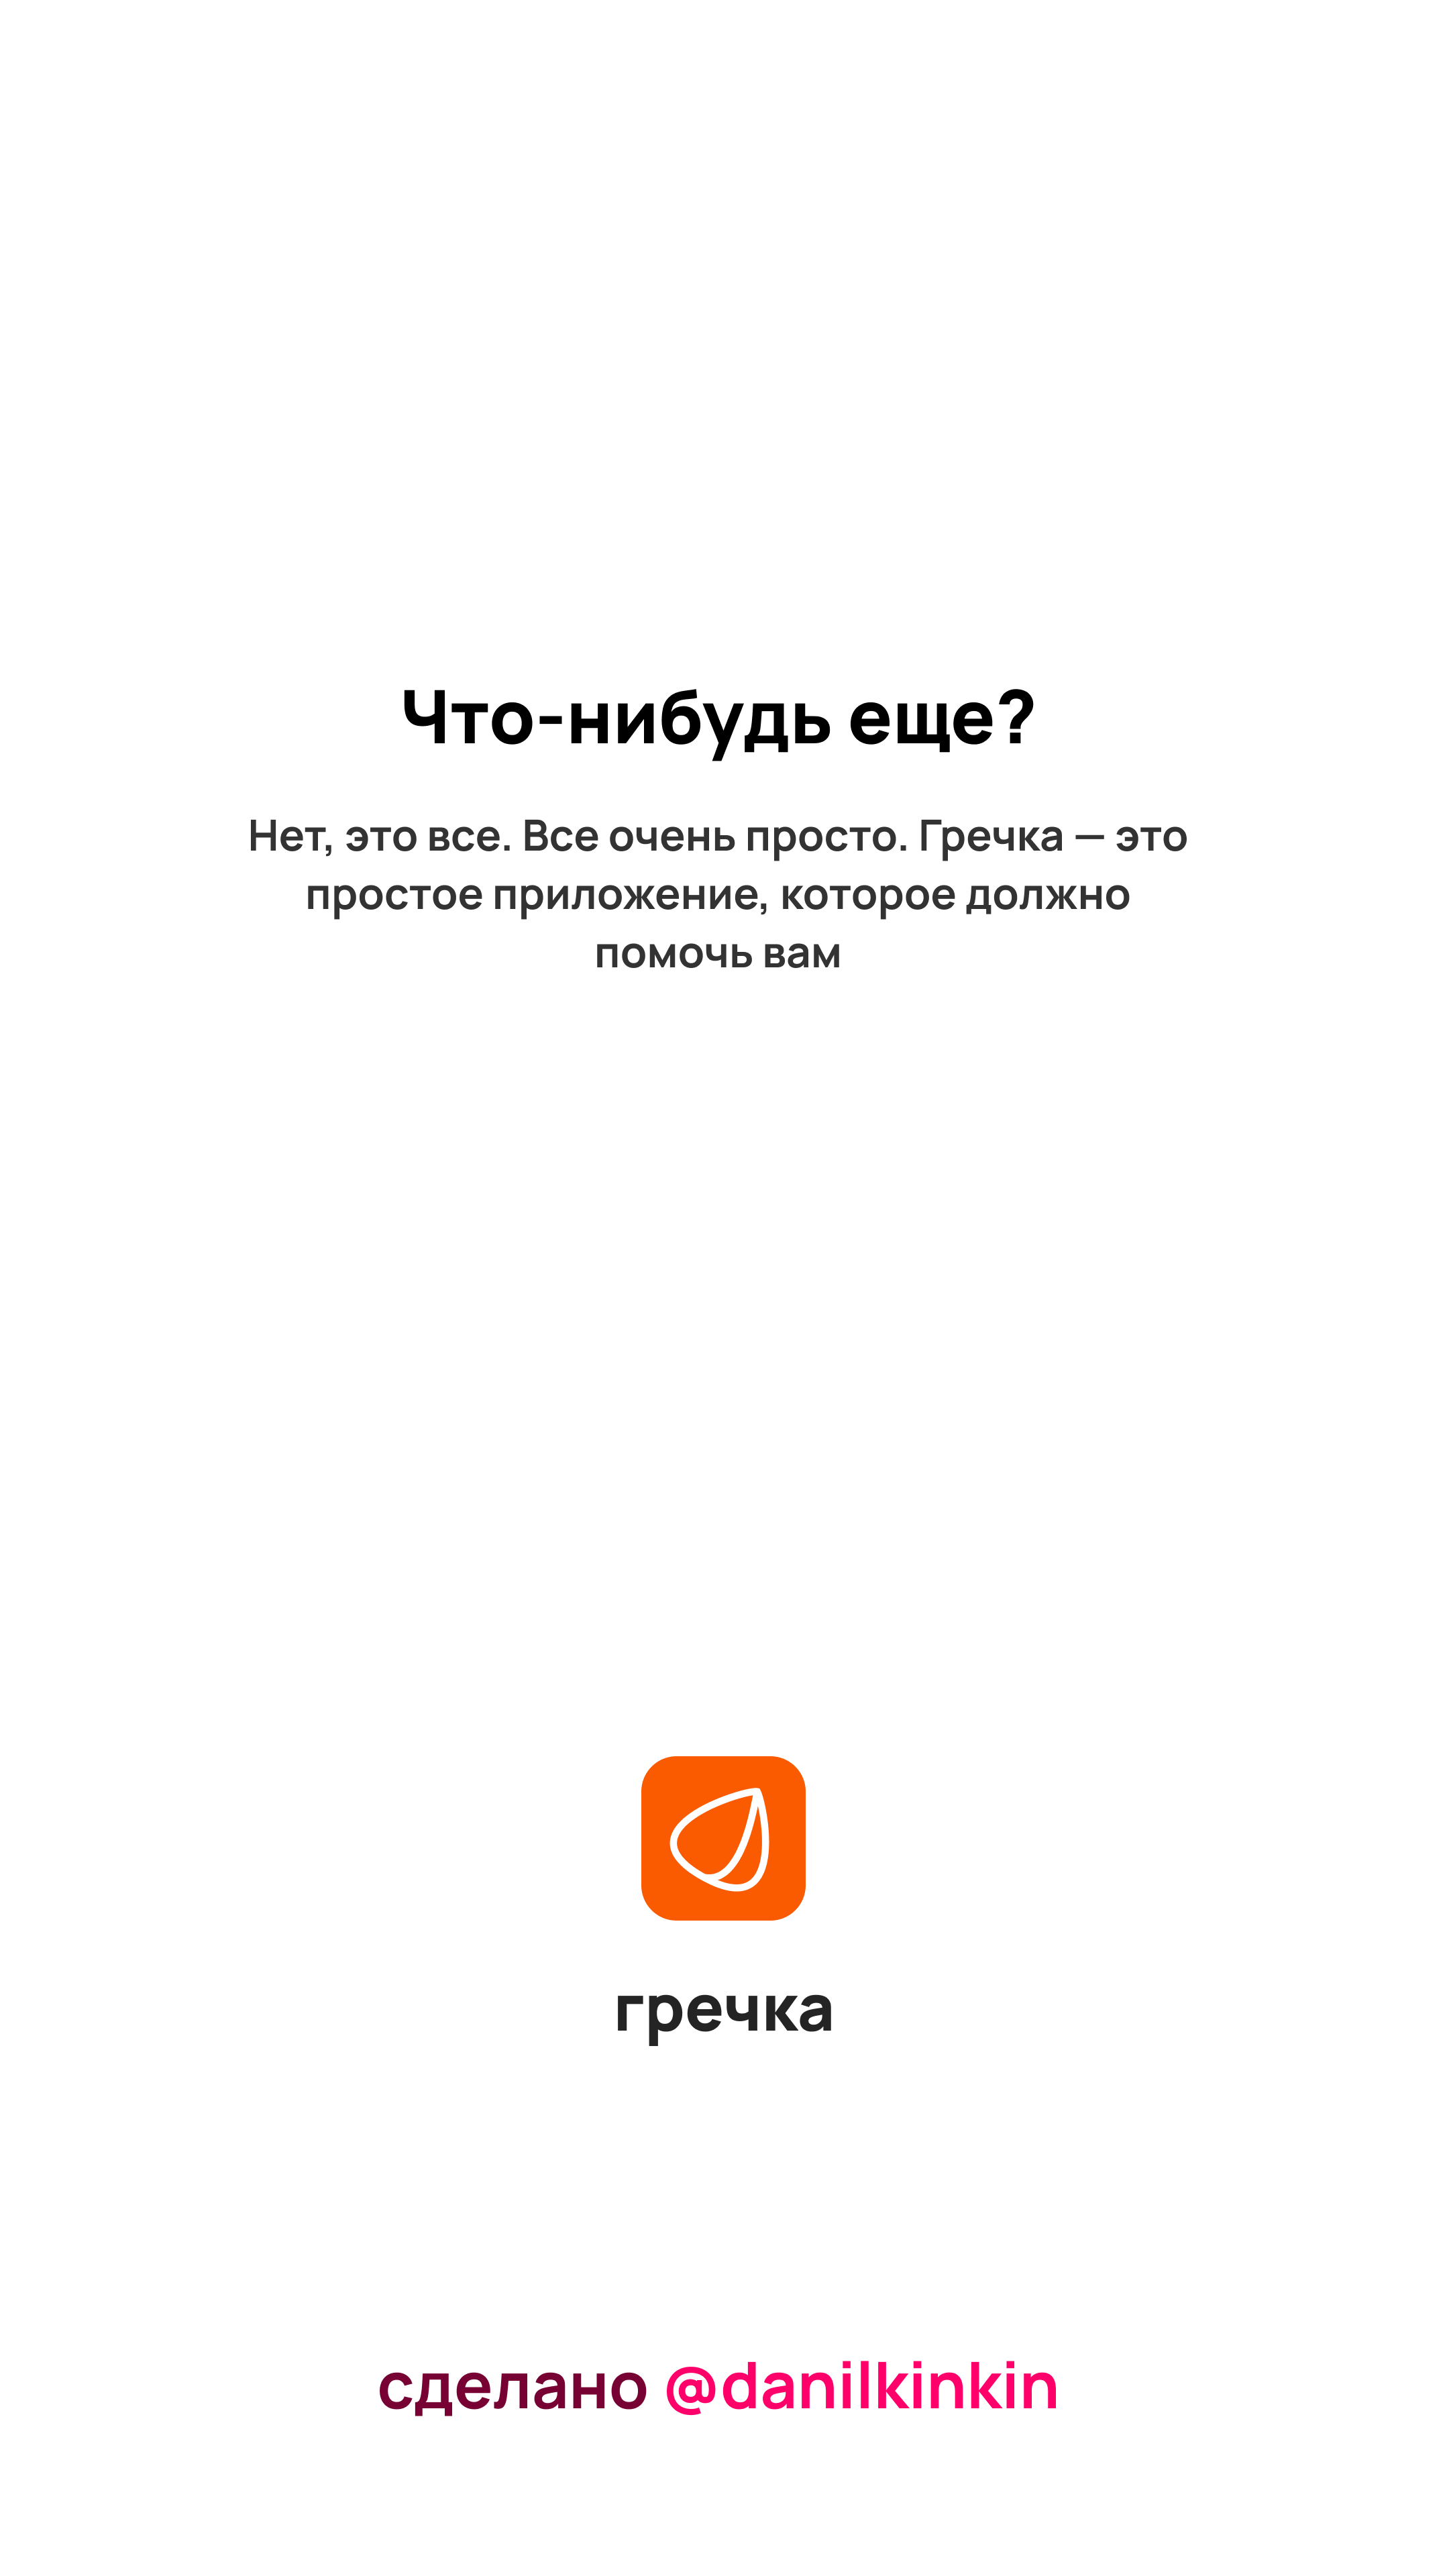 Что-нибудь еще?
Нет, это все. Все очень просто. Гречка — это
простое приложение, которое должно
помочь вам
гречка
сделано @danilkinkin